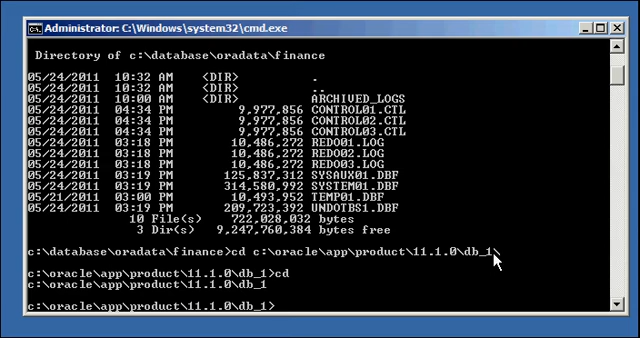 Administrator: C:\Windows\system32\cmd.exe
Directory of c:\database\oradata\finance
05/24/2011 10:32 AM <DIR> .
05/24/2011 10:32 AM <DIR> ..
05/24/2011 10:00 AM <DIR> ARCHIVED_LOGS
05/24/2011 04:34 PM 9,977,856 CONTROL01.CTL
05/24/2011 04:34 PM 9,977,856 CONTROL02.CTL
05/24/2011 04:34 PM 9,977,856 CONTROL03.CTL
05/24/2011 03:18 PM 10,486,272 REDO01.LOG
05/24/2011 03:18 PM 10,486,272 REDO02.LOG
05/24/2011 03:18 PM 10,486,272 REDO03.LOG
05/24/2011 03:19 PM 125,837,312 SYSAUX01.DBF
05/24/2011 03:19 PM 314,580,992 SYSTEM01.DBF
05/21/2011 03:00 PM 10,493,952 TEMP01.DBF
05/24/2011 03:19 PM 209,723,392 UNDOTBS1.DBF
10 File(s) 722,028,032 bytes
3 Dir(s) 9,247,760,384 bytes free
c:\database\oradata\finance>cd c:\oracle\app\product\11.1.0\db_1\
c:\oracle\app\product\11.1.0\db_1>cd
c:\oracle\app\product\11.1.0\db_1
c:\oracle\app\product\11.1.0\db_1>